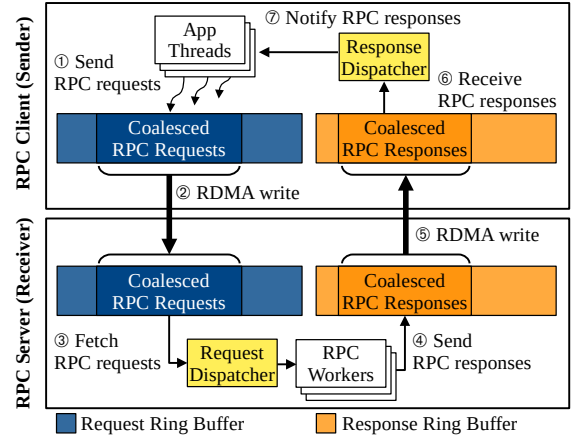 ⑦ Notify RPC responses
App
Threads
① Send
RPC requests
Response
Dispatcher
⑥ Receive
RPC responses
RPC Client (Sender)
Coalesced
RPC Requests
Coalesced
RPC Responses
② RDMA write
⑤ RDMA write
RPC Server (Receiver)
Coalesced
RPC Requests
Coalesced
RPC Responses
③ Fetch
RPC requests
Request
Dispatcher
RPC
Workers
④ Send
RPC responses
Request Ring Buffer
Response Ring Buffer